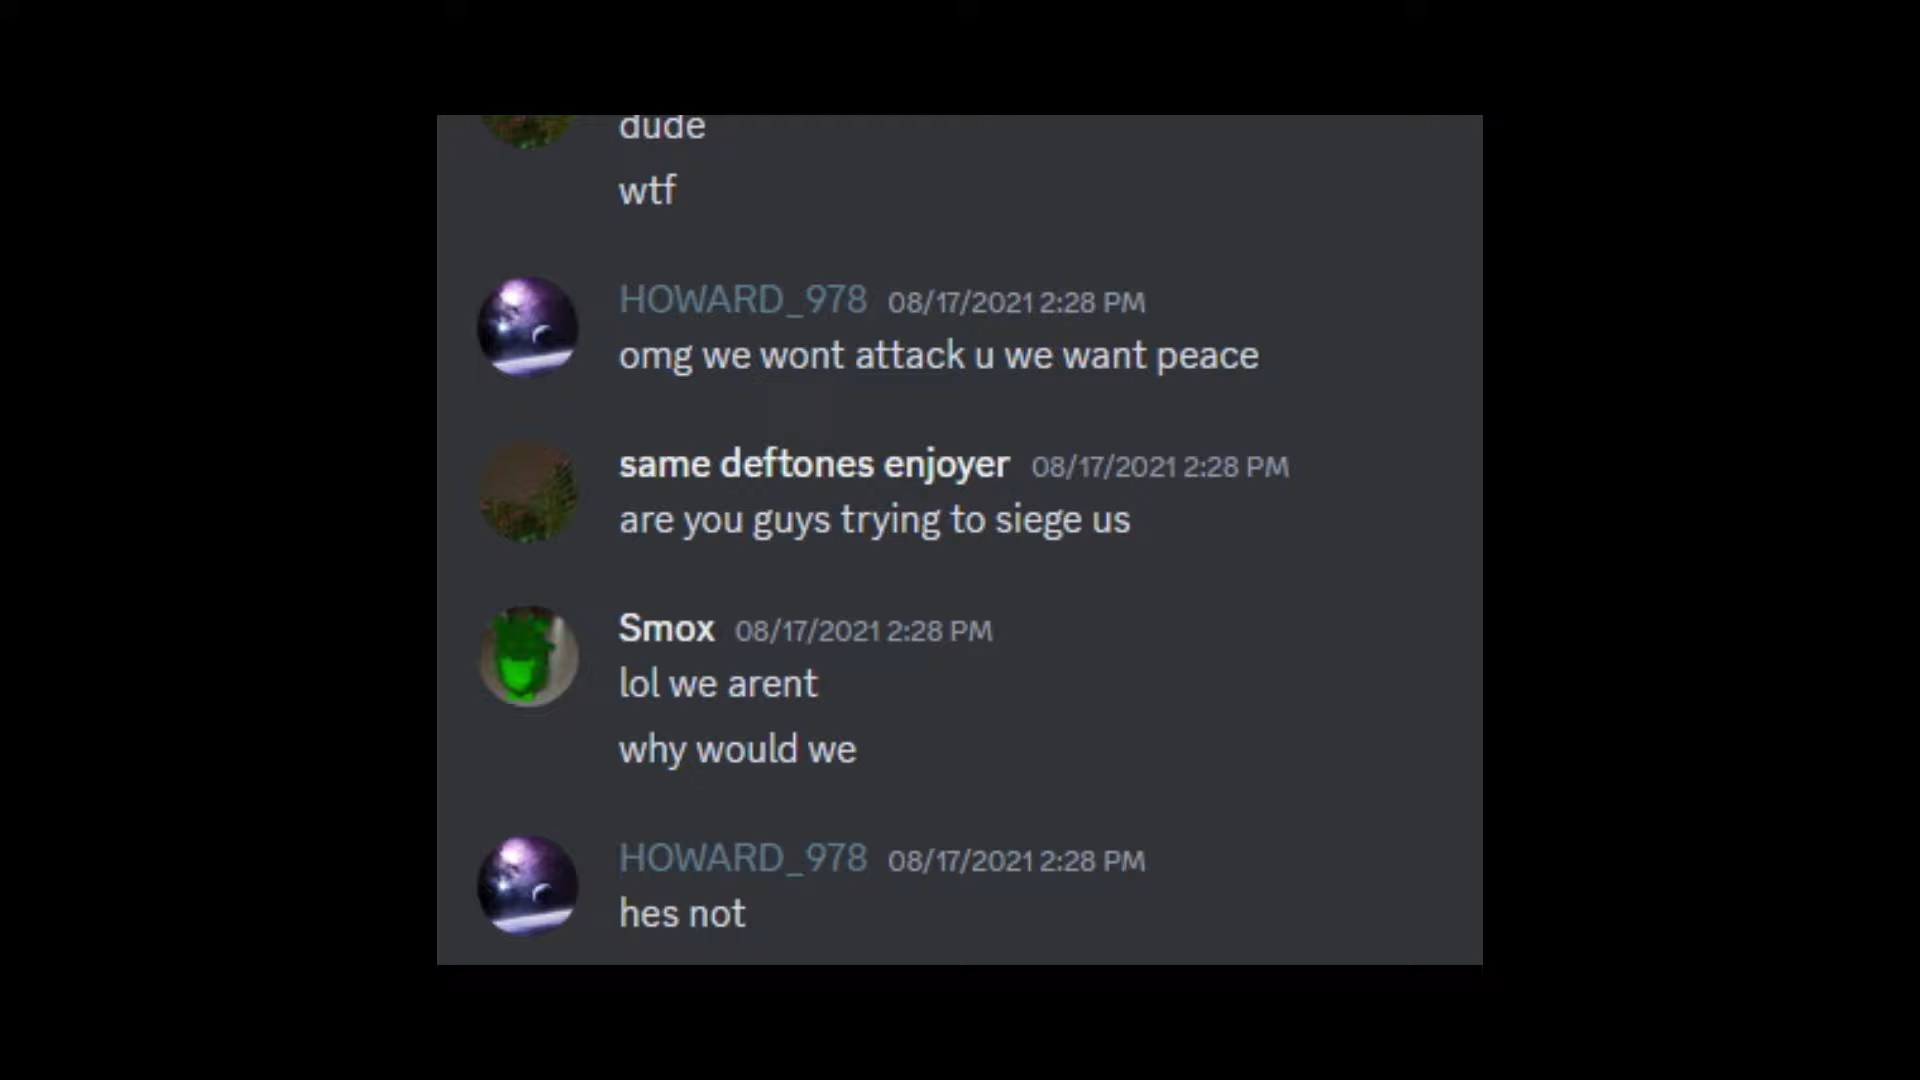 dude
wtf
HOWARD_978 08/17/2021 2:28 PM
omg we wont attack u we want peace
same deftones enjoyer 08/17/2021 2:28 PM
are you guys trying to siege us
Smox 08/17/2021 2:28 PM
lol we arent
why would we
HOWARD_978 08/17/2021 2:28 PM
hes not